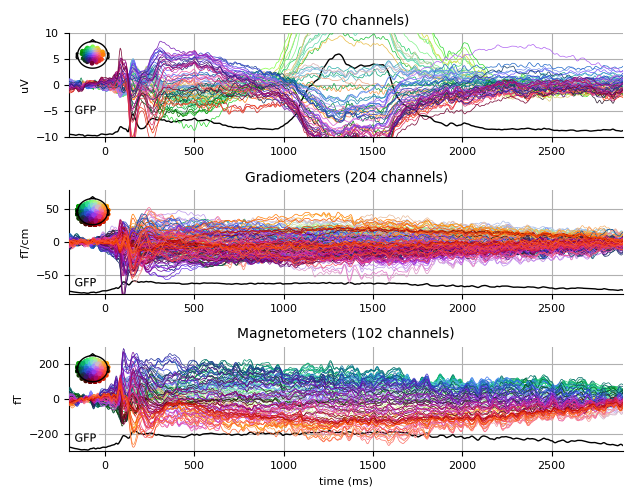 EEG (70 channels)
10
5
0
−5
−10
uV
GFP
0
500
1000
1500
2000
2500
Gradiometers (204 channels)
50
0
−50
fT/cm
GFP
0
500
1000
1500
2000
2500
Magnetometers (102 channels)
200
0
−200
fT
GFP
0
500
1000
1500
2000
2500
time (ms)